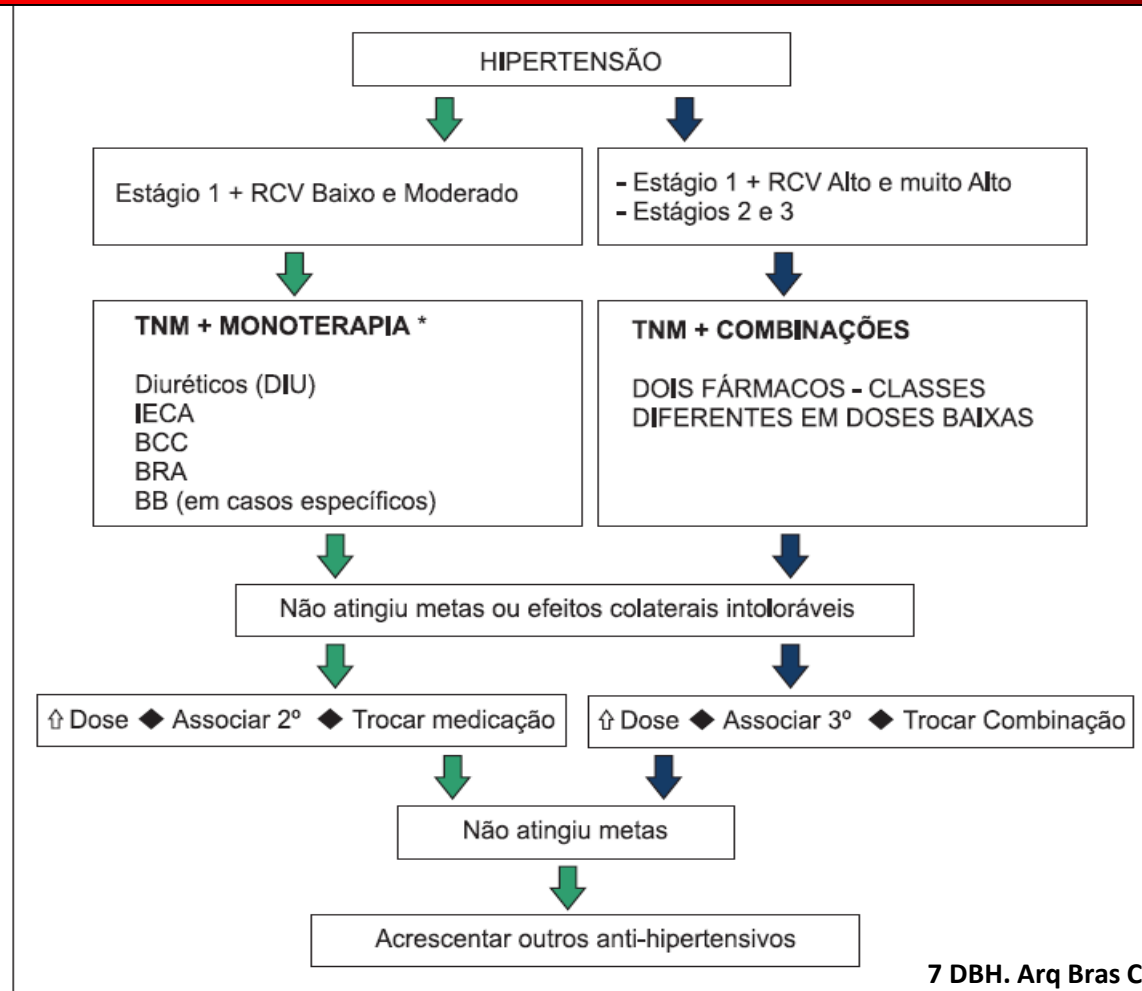 HIPERTENSÃO
Estágio 1 + RCV Baixo e Moderado
- Estágio 1 + RCV Alto e muito Alto
- Estágios 2 e 3
TNM + MONOTERAPIA *
Diuréticos (DIU)
IECA
BCC
BRA
BB (em casos específicos)
TNM + COMBINAÇÕES
DOIS FÁRMACOS - CLASSES
DIFERENTES EM DOSES BAIXAS
Não atingiu metas ou efeitos colaterais intoloráveis
⇧ Dose ◆ Associar 2º ◆ Trocar medicação
⇧ Dose ◆ Associar 3º ◆ Trocar Combinação
Não atingiu metas
Acrescentar outros anti-hipertensivos
7 DBH. Arq Bras C